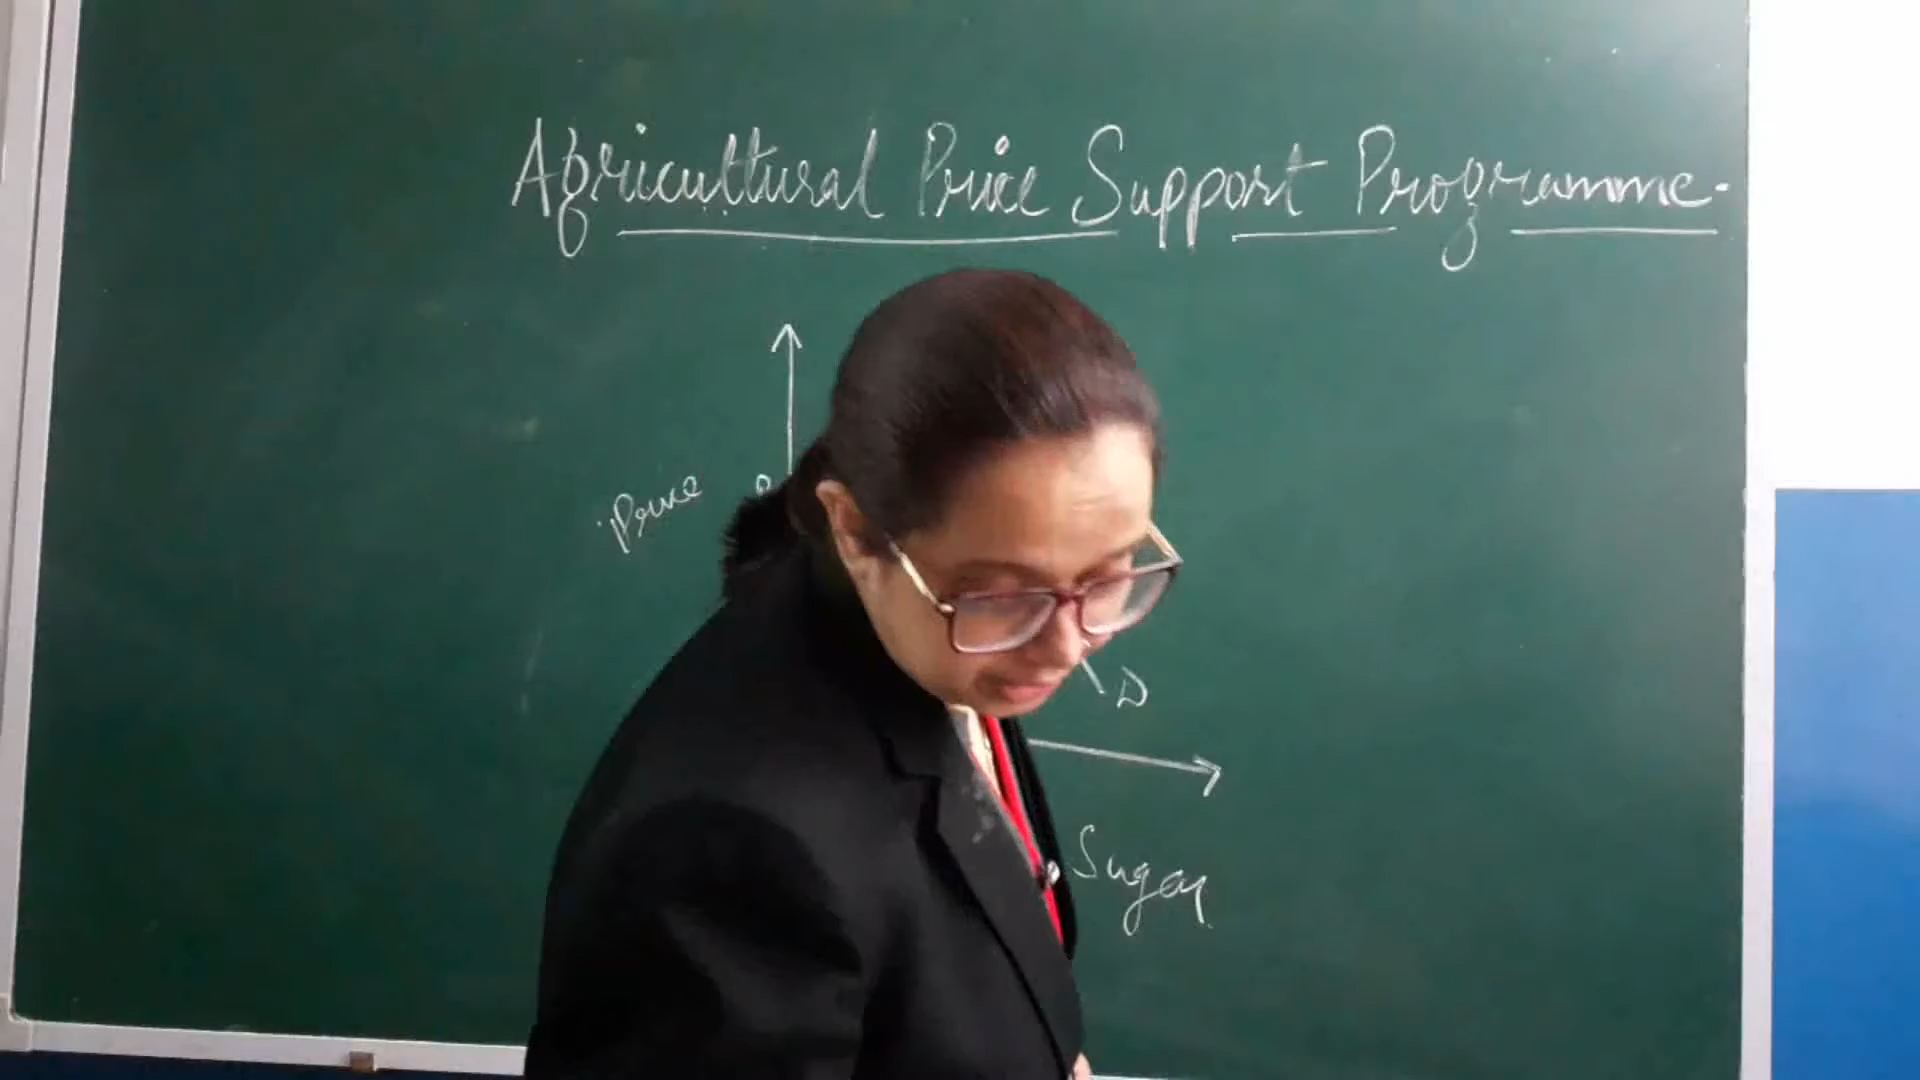 Agricultural Price Support Programme.
Price
D
Sugar